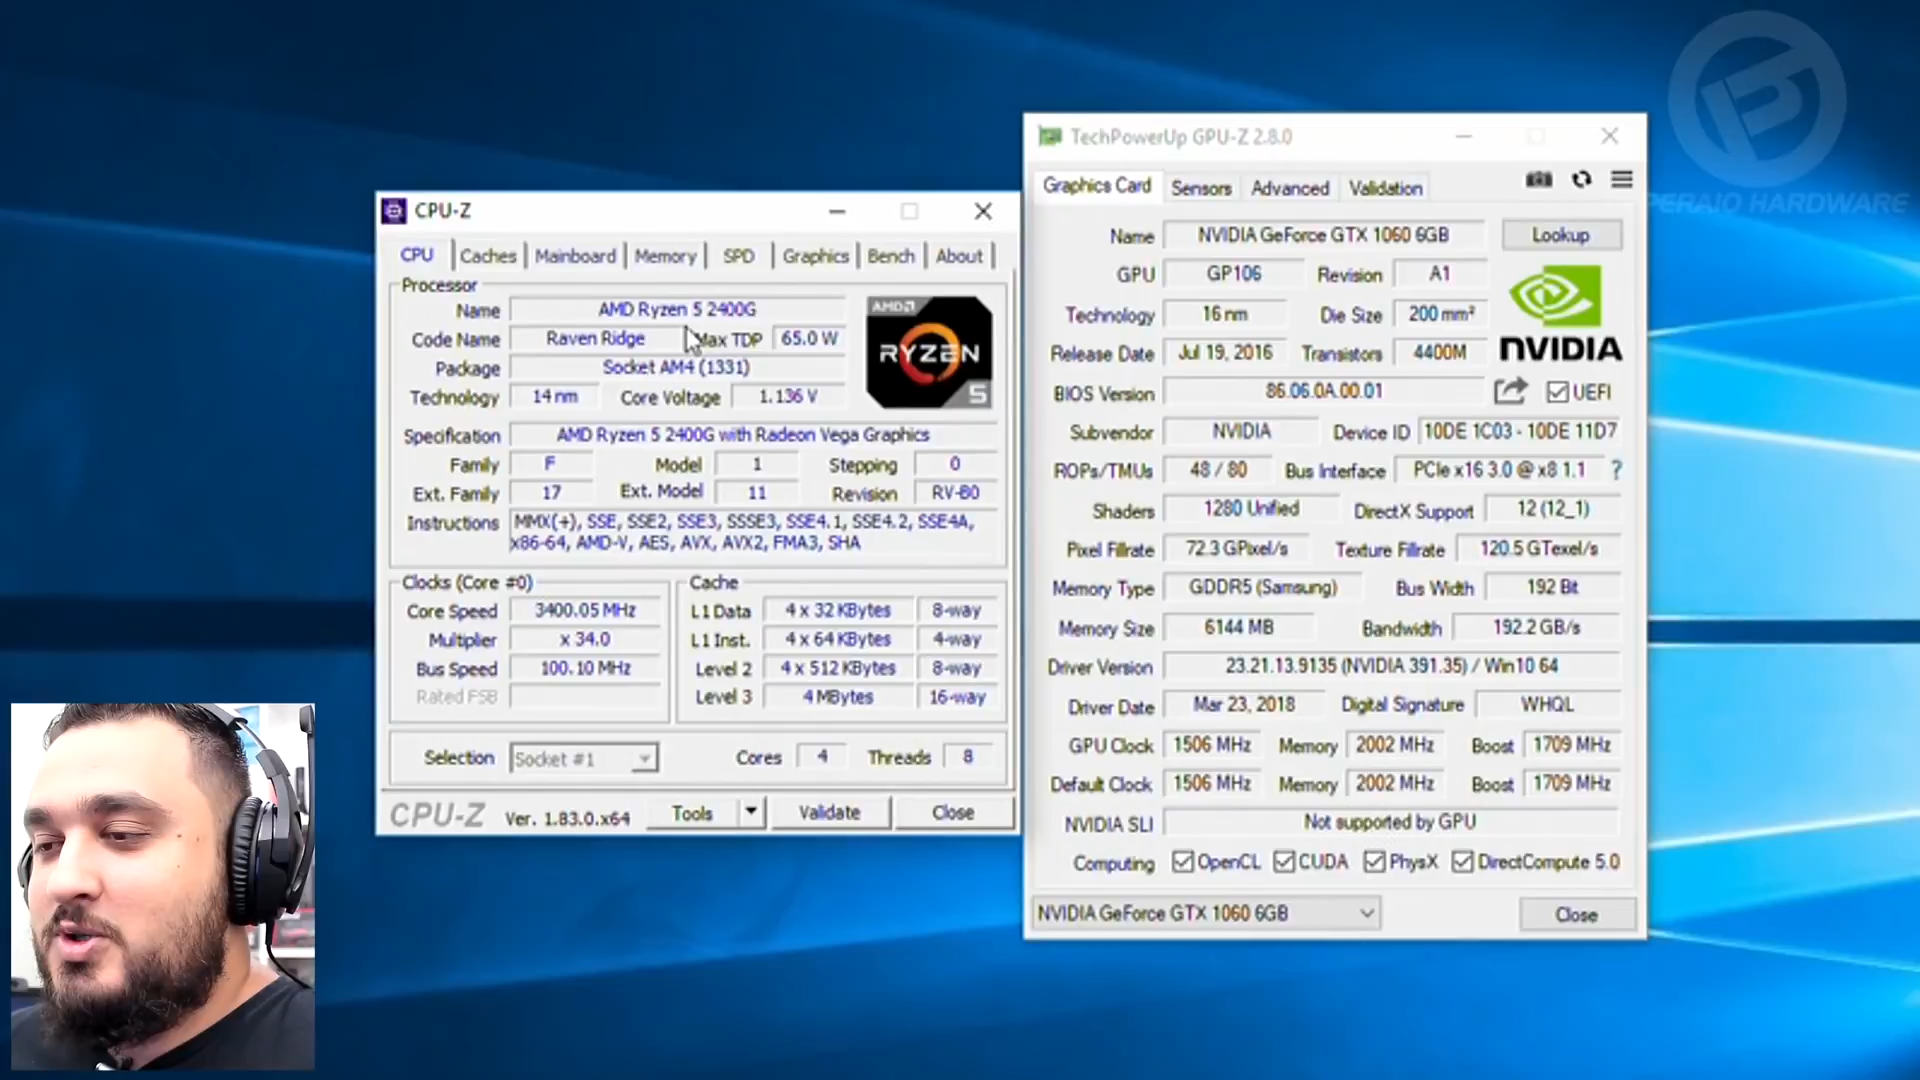 CPU-Z
CPU Caches Mainboard Memory SPD Graphics Bench About
Processor
Name AMD Ryzen 5 2400G
Code Name Raven Ridge Max TDP 65.0 W
Package Socket AM4 (1331)
Technology 14 nm Core Voltage 1.136 V
AMD
RYZEN
5
Specification AMD Ryzen 5 2400G with Radeon Vega Graphics
Family F Model 1 Stepping 0
Ext. Family 17 Ext. Model 11 Revision RV-B0
Instructions MMX(+), SSE, SSE2, SSE3, SSSE3, SSE4.1, SSE4.2, SSE4A,
x86-64, AMD-V, AES, AVX, AVX2, FMA3, SHA
Clocks (Core #0)
Core Speed 3400.05 MHz
Multiplier x 34.0
Bus Speed 100.10 MHz
Rated FSB
Cache
L1 Data 4 x 32 KBytes 8-way
L1 Inst. 4 x 64 KBytes 4-way
Level 2 4 x 512 KBytes 8-way
Level 3 4 MBytes 16-way
Selection Socket #1 Cores 4 Threads 8
CPU-Z Ver. 1.83.0.x64 Tools Validate Close
TechPowerUp GPU-Z 2.8.0
Graphics Card Sensors Advanced Validation
Name NVIDIA GeForce GTX 1060 6GB Lookup
GPU GP106 Revision A1
Technology 16 nm Die Size 200 mm²
Release Date Jul 19, 2016 Transistors 4400M
NVIDIA
BIOS Version 86.06.0A.00.01 UEFI
Subvendor NVIDIA Device ID 10DE 1C03 - 10DE 11D7
ROPs/TMUs 48 / 80 Bus Interface PCIe x16 3.0 @ x8 1.1 ?
Shaders 1280 Unified DirectX Support 12 (12_1)
Pixel Fillrate 72.3 GPixel/s Texture Fillrate 120.5 GTexel/s
Memory Type GDDR5 (Samsung) Bus Width 192 Bit
Memory Size 6144 MB Bandwidth 192.2 GB/s
Driver Version 23.21.13.9135 (NVIDIA 391.35) / Win10 64
Driver Date Mar 23, 2018 Digital Signature WHQL
GPU Clock 1506 MHz Memory 2002 MHz Boost 1709 MHz
Default Clock 1506 MHz Memory 2002 MHz Boost 1709 MHz
NVIDIA SLI Not supported by GPU
Computing OpenCL CUDA PhysX DirectCompute 5.0
NVIDIA GeForce GTX 1060 6GB Close
PERAIO HARDWARE